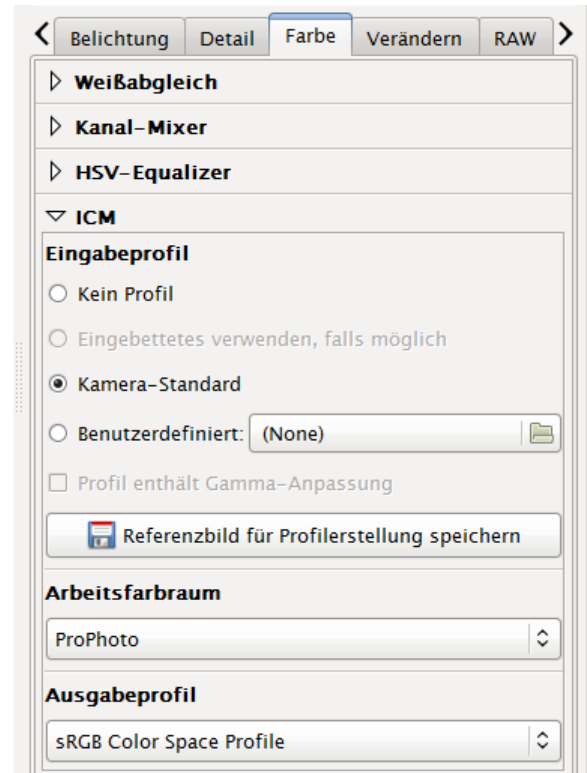 Belichtung Detail Farbe Verändern RAW
Weißabgleich
Kanal-Mixer
HSV-Equalizer
ICM
Eingabeprofil
Kein Profil
Eingebettetes verwenden, falls möglich
Kamera-Standard
Benutzerdefiniert: (None)
Profil enthält Gamma-Anpassung
Referenzbild für Profilerstellung speichern
Arbeitsfarbraum
ProPhoto
Ausgabeprofil
sRGB Color Space Profile